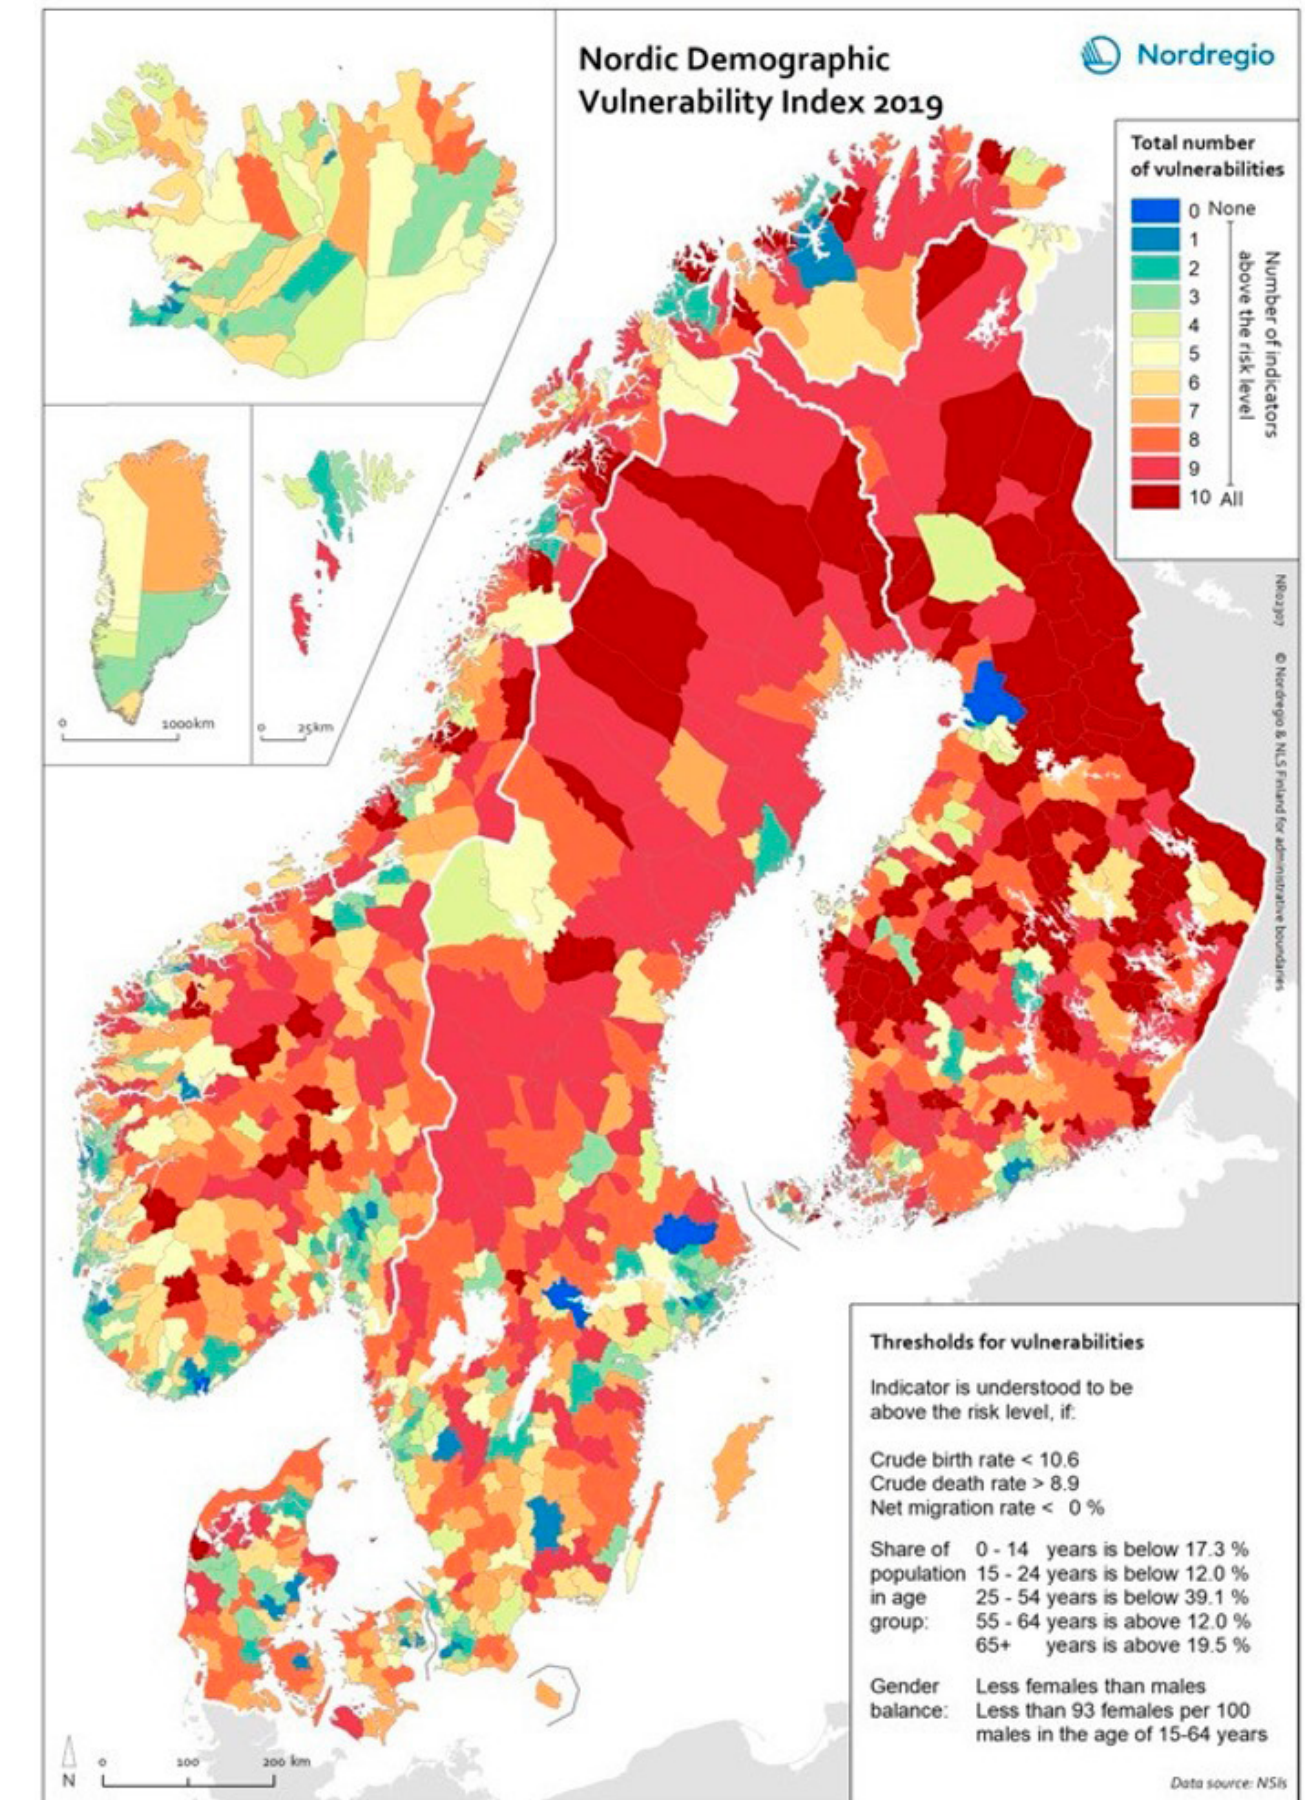 Nordic Demographic
Vulnerability Index 2019
Nordregio
Total number
of vulnerabilities
0 None
1
2
3
4
5
6
7
8
9
10 All
Number of indicators
above the risk level
0 1000km
0 25km
NR02307 © Nordregio & NLS Finland for administrative boundaries
Thresholds for vulnerabilities
Indicator is understood to be
above the risk level, if:
Crude birth rate < 10.6
Crude death rate > 8.9
Net migration rate < 0 %
Share of 0 - 14 years is below 17.3 %
population 15 - 24 years is below 12.0 %
in age 25 - 54 years is below 39.1 %
group: 55 - 64 years is above 12.0 %
65+ years is above 19.5 %
Gender Less females than males
balance: Less than 93 females per 100
males in the age of 15-64 years
N 0 100 200 km
Data source: NSIs